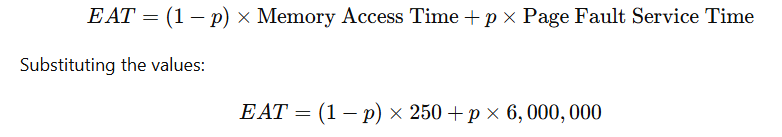 EAT = (1 − p) × Memory Access Time + p × Page Fault Service Time
Substituting the values:
EAT = (1 − p) × 250 + p × 6, 000, 000